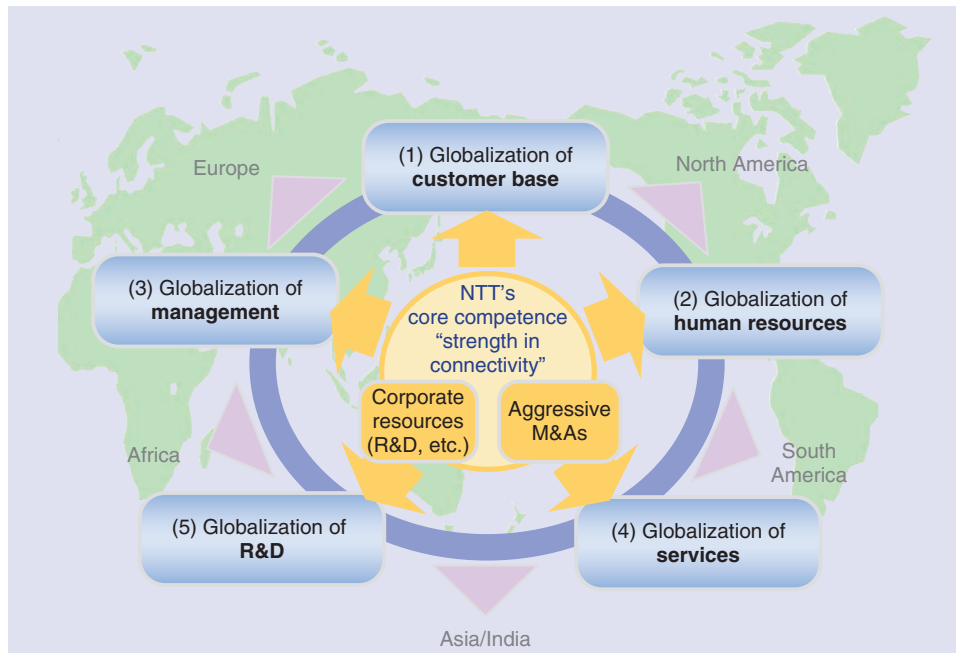 (1) Globalization of
customer base
Europe
North America
(3) Globalization of
management
(2) Globalization of
human resources
NTT’s
core competence
“strength in
connectivity”
Corporate
resources
(R&D, etc.)
Aggressive
M&As
Africa
South
America
(5) Globalization of
R&D
(4) Globalization of
services
Asia/India